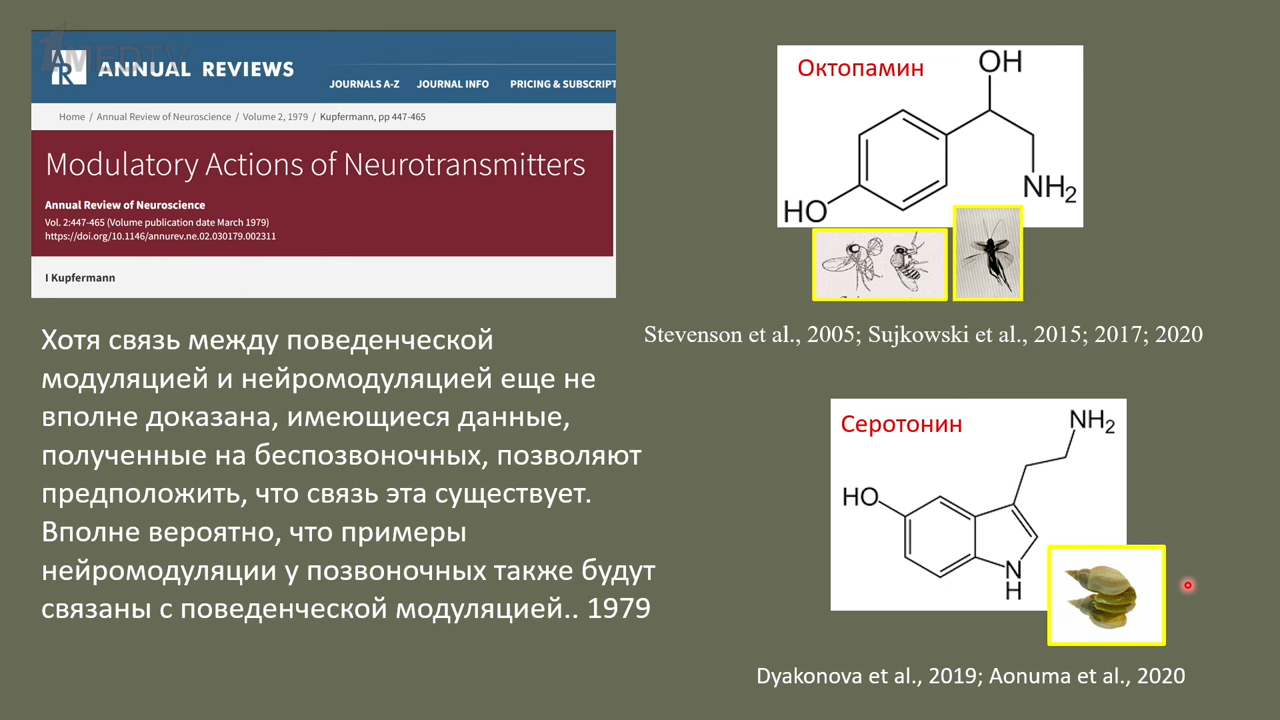 1MEDTV
AR
ANNUAL REVIEWS
JOURNALS A-Z JOURNAL INFO PRICING & SUBSCRIPT
Home / Annual Review of Neuroscience / Volume 2, 1979 / Kupfermann, pp 447-465
Modulatory Actions of Neurotransmitters
Annual Review of Neuroscience
Vol. 2:447-465 (Volume publication date March 1979)
https://doi.org/10.1146/annurev.ne.02.030179.002311
I Kupfermann
Хотя связь между поведенческой
модуляцией и нейромодуляцией еще не
вполне доказана, имеющиеся данные,
полученные на беспозвоночных, позволяют
предположить, что связь эта существует.
Вполне вероятно, что примеры
нейромодуляции у позвоночных также будут
связаны с поведенческой модуляцией.. 1979
Октопамин
OH
NH2
HO
Stevenson et al., 2005; Sujkowski et al., 2015; 2017; 2020
Серотонин
NH2
HO
N
H
Dyakonova et al., 2019; Aonuma et al., 2020